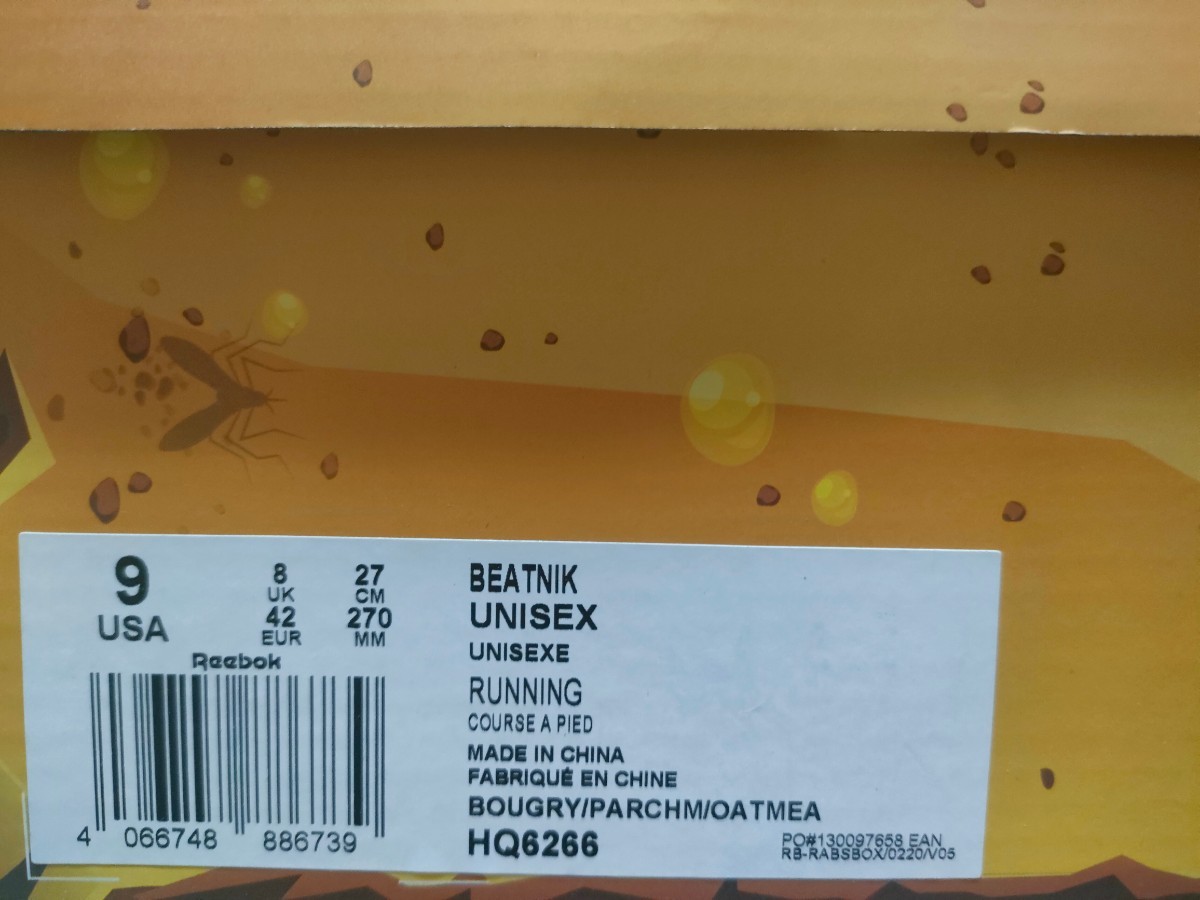 9
USA
8
UK
42
EUR
27
CM
270
MM
Reebok
4 066748 886739
BEATNIK
UNISEX
UNISEXE
RUNNING
COURSE A PIED
MADE IN CHINA
FABRIQUÉ EN CHINE
BOUGRY/PARCHM/OATMEA
HQ6266
PO#130097658 EAN
RB-RABSBOX/0220/V05